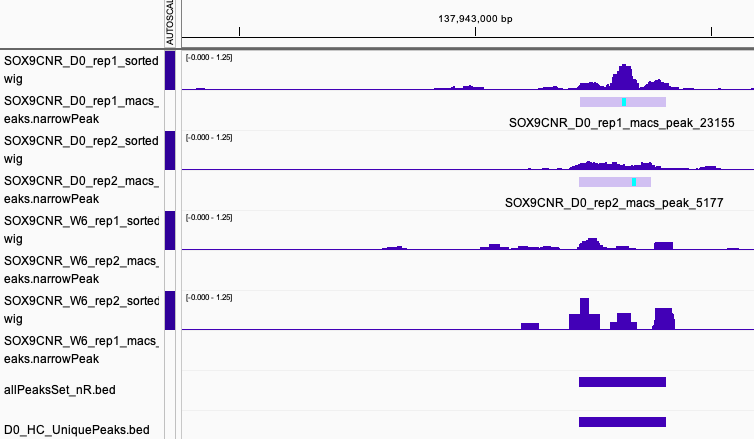 AUTOSCAL
137,943,000 bp
SOX9CNR_D0_rep1_sorted
wig
[-0.000 - 1.25]
SOX9CNR_D0_rep1_macs_
eaks.narrowPeak
SOX9CNR_D0_rep1_macs_peak_23155
SOX9CNR_D0_rep2_sorted
wig
[-0.000 - 1.25]
SOX9CNR_D0_rep2_macs_
eaks.narrowPeak
SOX9CNR_D0_rep2_macs_peak_5177
SOX9CNR_W6_rep1_sorted
wig
[-0.000 - 1.25]
SOX9CNR_W6_rep2_macs_
eaks.narrowPeak
SOX9CNR_W6_rep2_sorted
wig
[-0.000 - 1.25]
SOX9CNR_W6_rep1_macs_
eaks.narrowPeak
allPeaksSet_nR.bed
D0_HC_UniquePeaks.bed